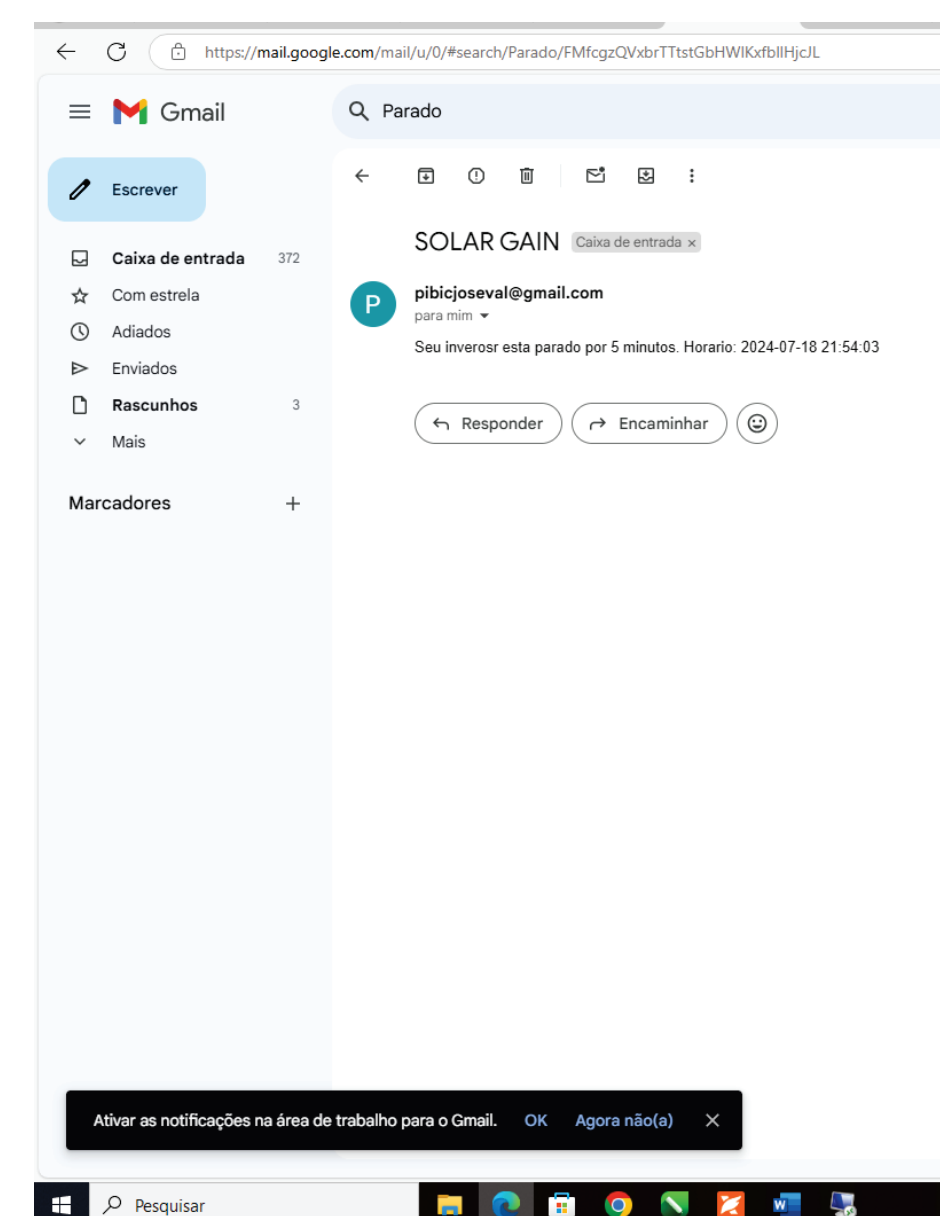 https://mail.google.com/mail/u/0/#search/Parado/FMfcgzQVxbrTTtstGbHWlKxfbllHjcJL
Gmail
Parado
Escrever
SOLAR GAIN Caixa de entrada ×
Caixa de entrada 372
pibicjoseval@gmail.com
P
para mim
Com estrela
Adiados
Seu inverosr esta parado por 5 minutos. Horario: 2024-07-18 21:54:03
Enviados
Rascunhos 3
Responder
Encaminhar
Mais
Marcadores +
Ativar as notificações na área de trabalho para o Gmail. OK Agora não(a) ×
Pesquisar